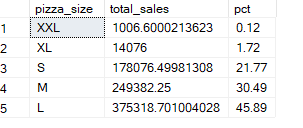 pizza_size total_sales pct
1 XXL 1006.6000213623 0.12
2 XL 14076 1.72
3 S 178076.49981308 21.77
4 M 249382.25 30.49
5 L 375318.701004028 45.89